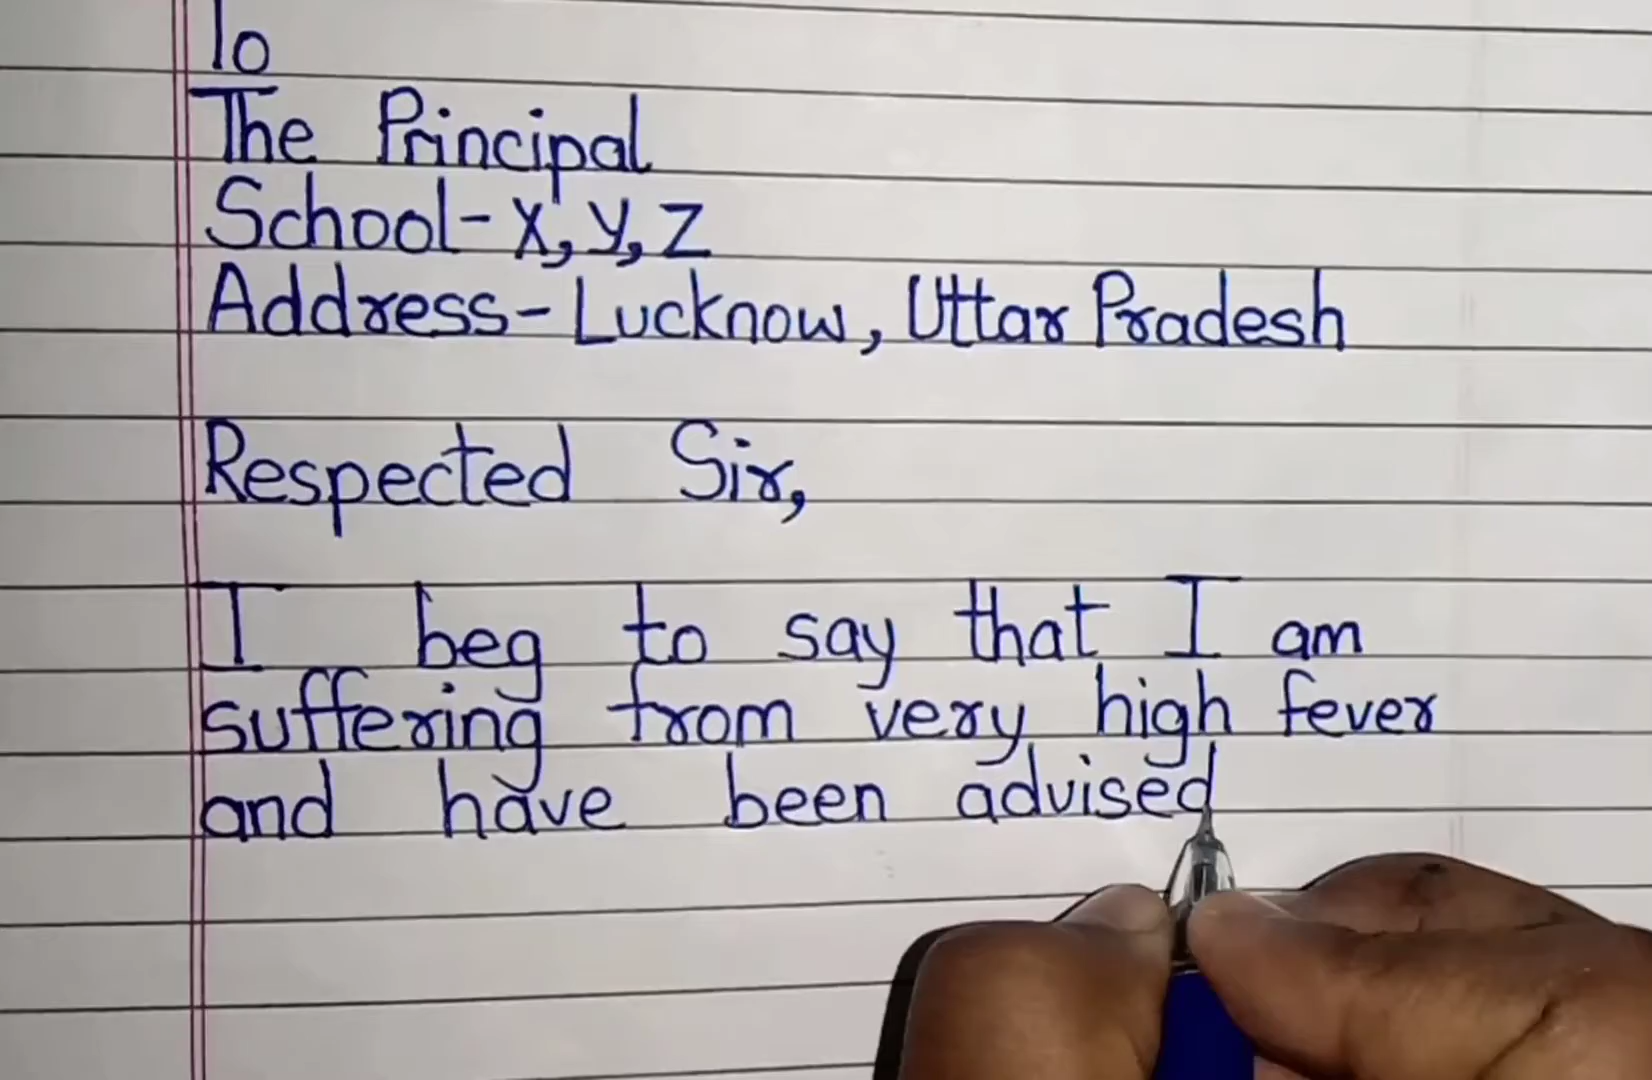 To
The Principal
School-X, Y, Z
Address-Lucknow, Uttar Pradesh
Respected Sir,
I beg to say that I am
suffering from very high fever
and have been advised